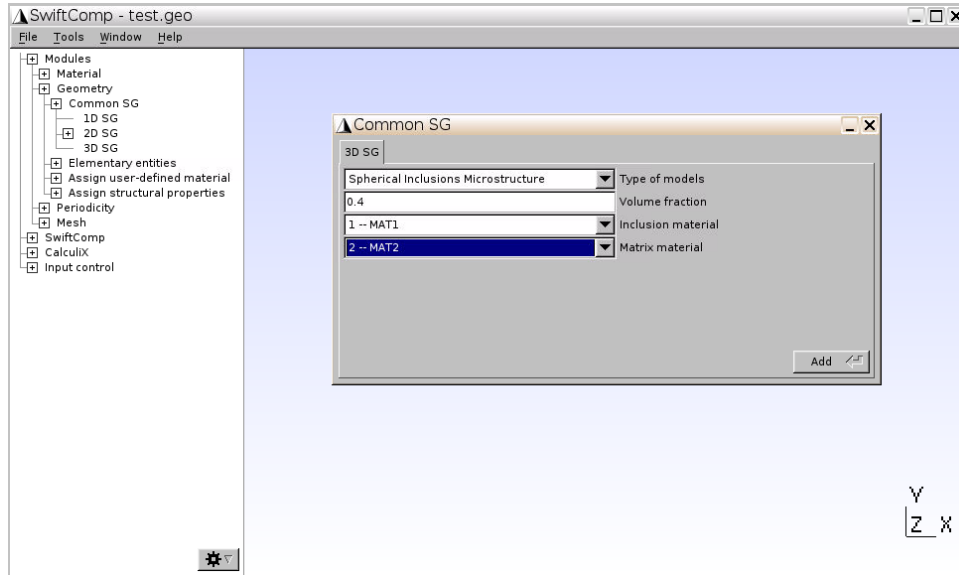 SwiftComp - test.geo
File Tools Window Help
Modules
Material
Geometry
Common SG
1D SG
2D SG
3D SG
Elementary entities
Assign user-defined material
Assign structural properties
Periodicity
Mesh
SwiftComp
CalculiX
Input control
Common SG
3D SG
Spherical Inclusions Microstructure Type of models
0.4 Volume fraction
1 -- MAT1 Inclusion material
2 -- MAT2 Matrix material
Add
Y
Z X